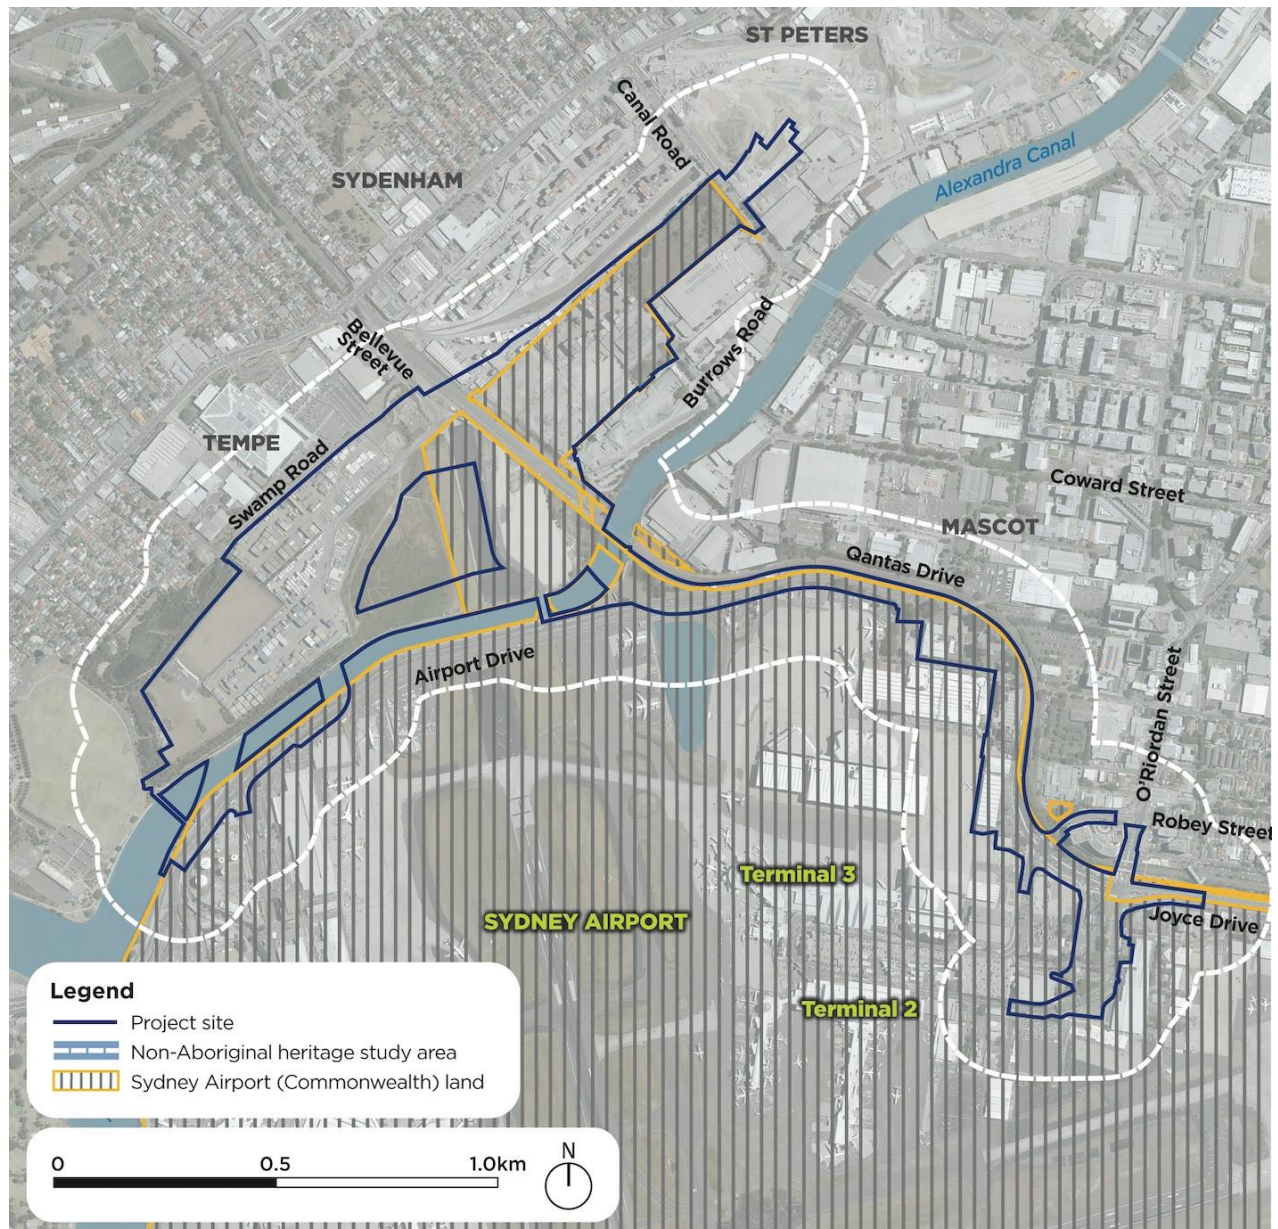 ST PETERS
Canal Road
Alexandra Canal
SYDENHAM
Burrows Road
Bellevue
Street
TEMPE
Swamp Road
Coward Street
MASCOT
Qantas Drive
Airport Drive
O'Riordan Street
Robey Street
Terminal 3
SYDNEY AIRPORT
Joyce Drive
Terminal 2
Legend
Project site
Non-Aboriginal heritage study area
Sydney Airport (Commonwealth) land
0 0.5 1.0km
N